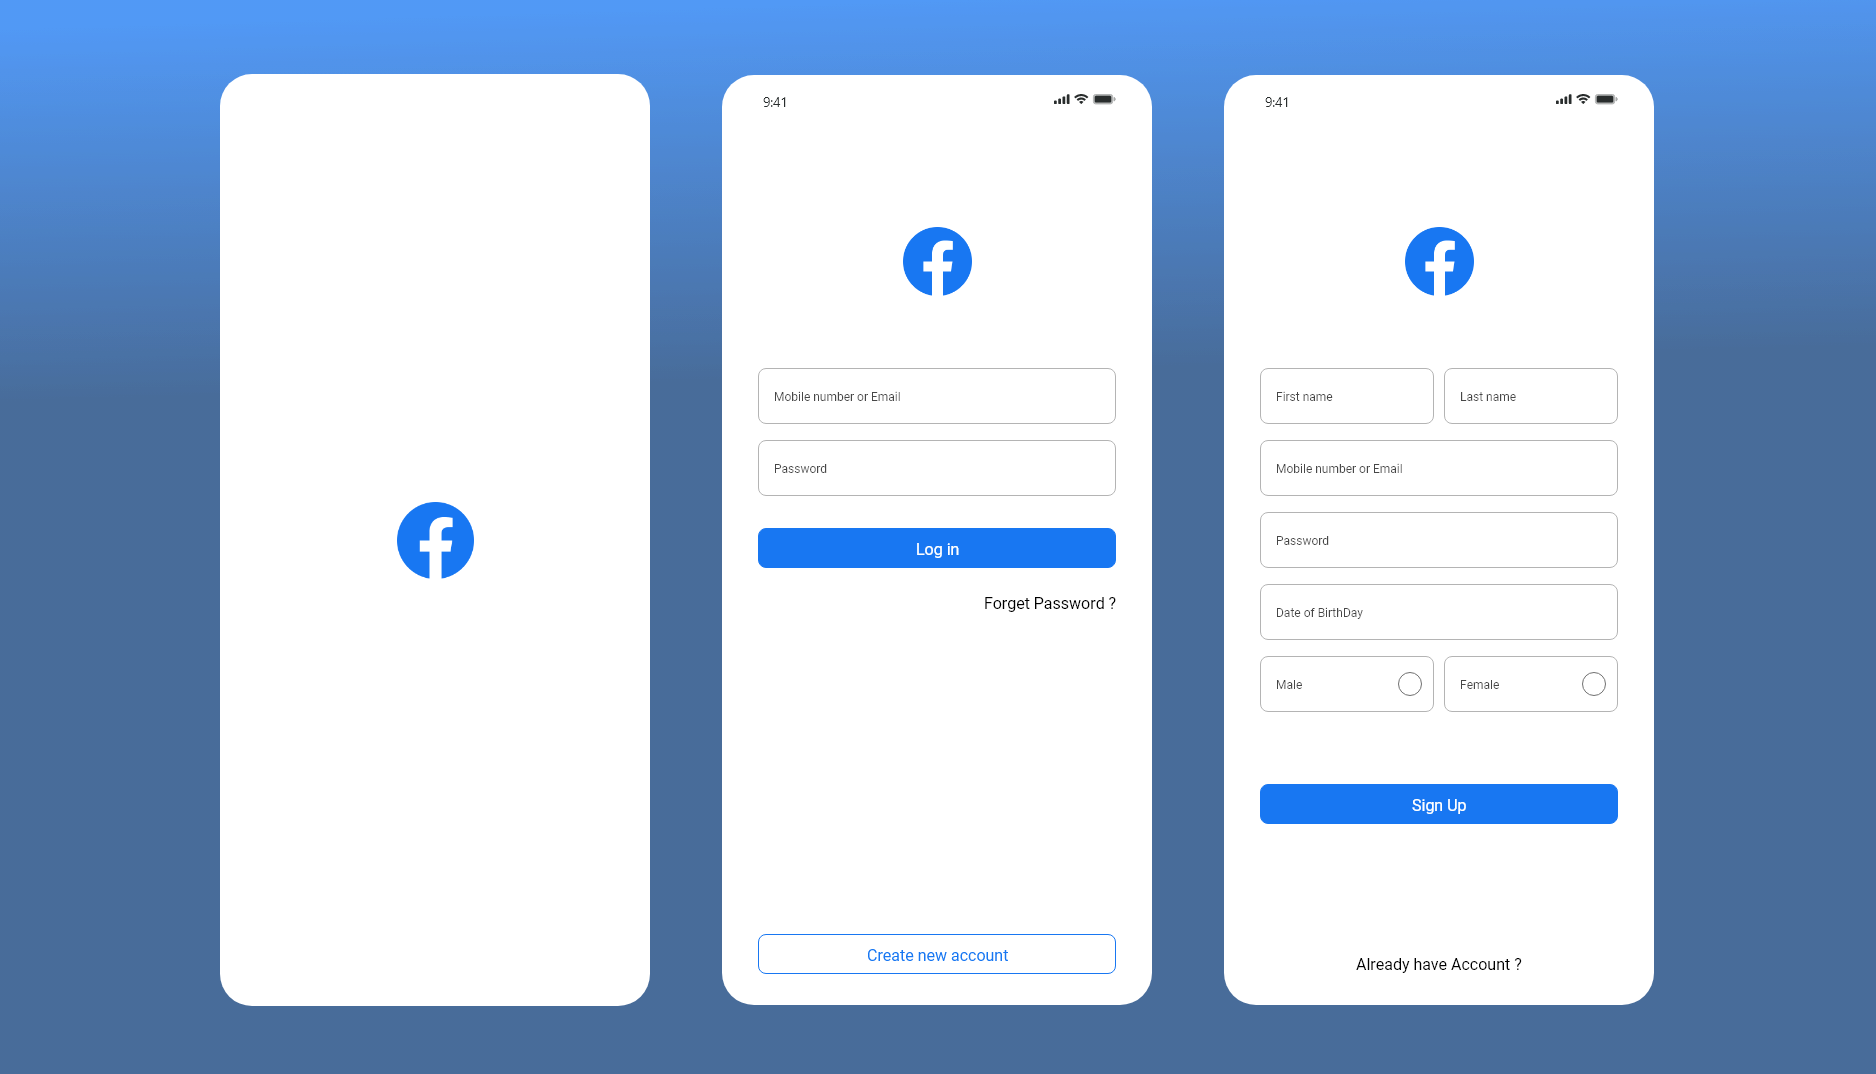 9:41
Mobile number or Email
Password
Log in
Forget Password ?
Create new account
9:41
First name
Last name
Mobile number or Email
Password
Date of BirthDay
Male
Female
Sign Up
Already have Account ?